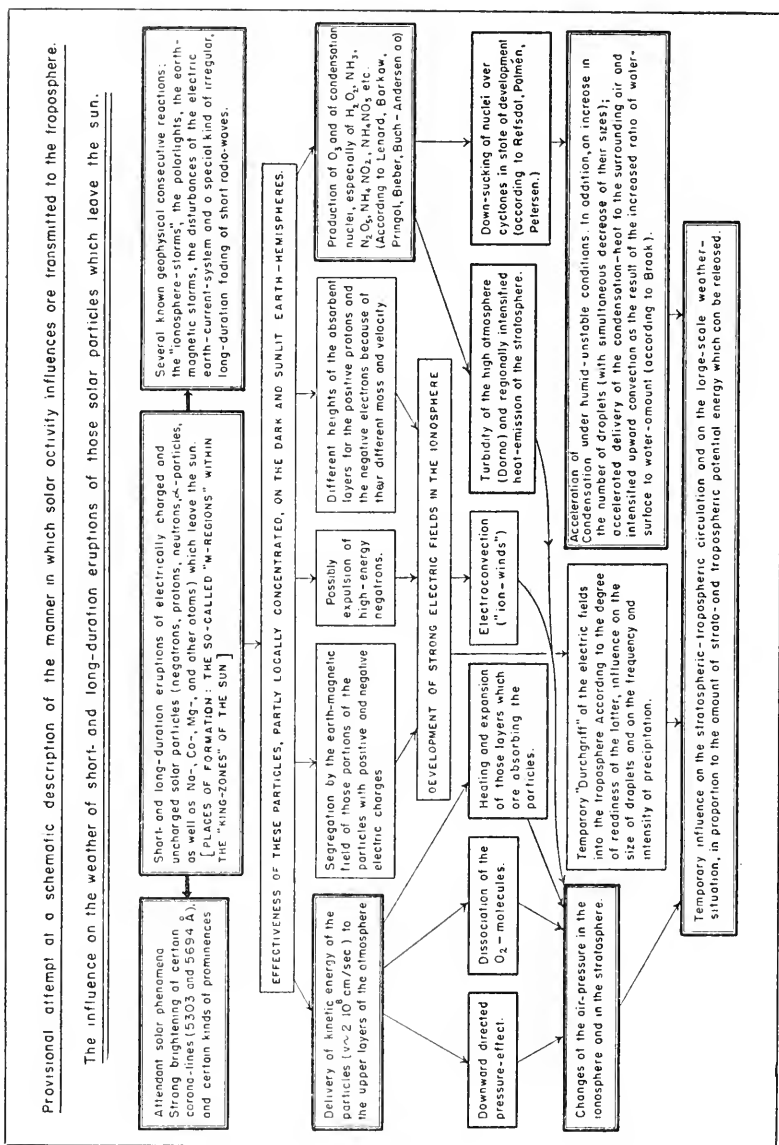 Provisional attempt at a schematic description of the manner in which solar activity influences are transmitted to the troposphere.
The influence on the weather of short- and long-duration eruptions of those solar particles which leave the sun.
Attendant solar phenomena
Strong brightening of certain
corona-lines (5303 and 5694 Å),
and certain kinds of prominences
Short- and long-duration eruptions of electrically charged and
uncharged solar particles (negatrons, protons, neutrons, α-particles,
as well as Na-, Ca-, Mg-, and other atoms) which leave the sun.
[PLACES OF FORMATION: THE SO-CALLED "M-REGIONS" WITHIN
THE "KING-ZONES" OF THE SUN]
Several known geophysical consecutive reactions:
the "ionosphere-storms", the polorlights, the earth-
magnetic storms, the disturbances of the electric
earth-current-system and a special kind of irregular,
long-duration fading of short radio-waves.
EFFECTIVENESS OF THESE PARTICLES, PARTLY LOCALLY CONCENTRATED, ON THE DARK AND SUNLIT EARTH-HEMISPHERES.
Delivery of kinetic energy of the
particles (v~2 10⁸ cm/sec) to
the upper layers of the atmosphere
Segregation by the earth-magnetic
field of those portions of the
particles with positive and negative
electric charges
Possibly
expulsion of
high-energy
negatrons.
Different heights of the absorbent
layers for the positive protons and
the negative electrons because of
their different mass and velocity.
Production of O₃ and of condensation
nuclei, especially of H₂O₂, NH₃,
N₂O₅, NH₄NO₂, NH₄NO₃ etc.
(According to Lenard, Barkow,
Pringal, Bieber, Buch-Andersen a o)
DEVELOPMENT OF STRONG ELECTRIC FIELDS IN THE IONOSPHERE
Downward directed
pressure-effect.
Dissociation of the
O₂-molecules.
Heating and expansion
of those layers which
are absorbing the
particles.
Electroconvection
("ion-winds")
Turbidity of the high atmosphere
(Dorno) and regionally intensified
heat-emission of the stratosphere.
Down-sucking of nuclei over
cyclones in state of development
(according to Refsdal, Palmén,
Petersen.)
Changes of the air-pressure in the
ionosphere and in the stratosphere.
Temporary "Durchgriff" of the electric fields
into the troposphere According to the degree
of readiness of the latter, influence on the
size of droplets and on the frequency and
intensity of precipitation.
Acceleration of
Condensation under humid-unstable conditions. In addition, an increase in
the number of droplets (with simultaneous decrease of their sizes);
accelerated delivery of the condensation-heat to the surrounding air and
intensified upward convection as the result of the increased ratio of water-
surface to water-amount (according to Braak).
Temporary influence on the stratospheric-tropospheric circulation and on the large-scale weather-
situation, in proportion to the amount of strato- and tropospheric potential energy which can be released.